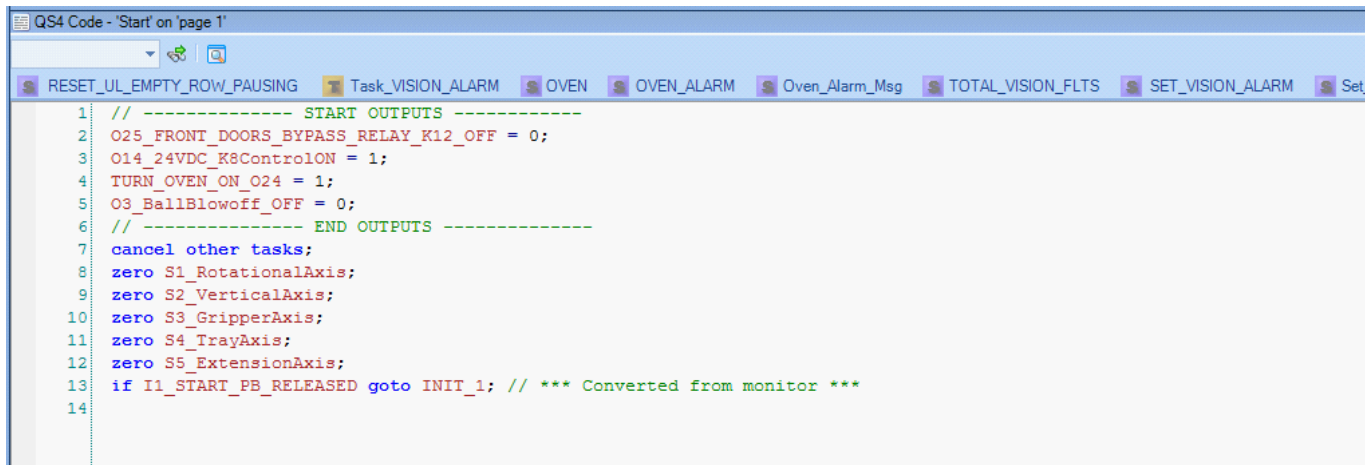 QS4 Code - 'Start' on 'page 1'
RESET_UL_EMPTY_ROW_PAUSING Task_VISION_ALARM OVEN OVEN_ALARM Oven_Alarm_Msg TOTAL_VISION_FLTS SET_VISION_ALARM Set_
1 // -------------- START OUTPUTS ------------
2 O25_FRONT_DOORS_BYPASS_RELAY_K12_OFF = 0;
3 O14_24VDC_K8ControlON = 1;
4 TURN_OVEN_ON_O24 = 1;
5 O3_BallBlowoff_OFF = 0;
6 // --------------- END OUTPUTS --------------
7 cancel other tasks;
8 zero S1_RotationalAxis;
9 zero S2_VerticalAxis;
10 zero S3_GripperAxis;
11 zero S4_TrayAxis;
12 zero S5_ExtensionAxis;
13 if I1_START_PB_RELEASED goto INIT_1; // *** Converted from monitor ***
14